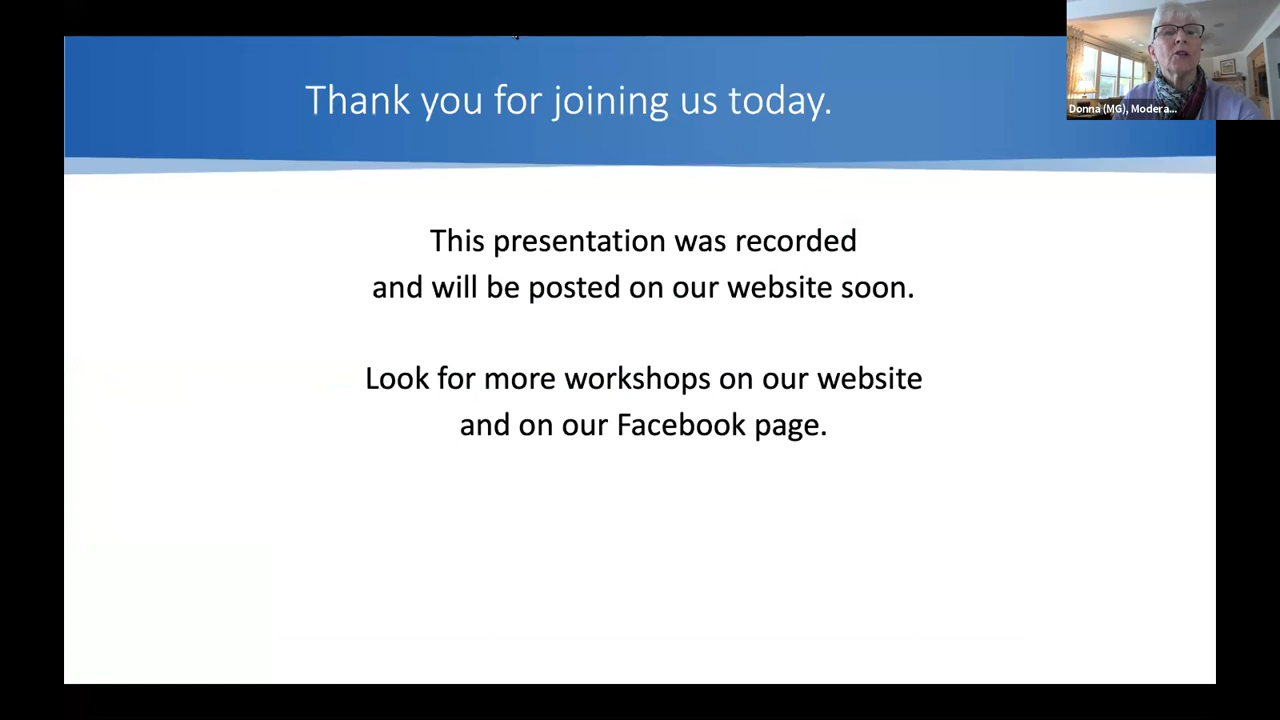 Thank you for joining us today.
Donna (MG), Modera...
This presentation was recorded
and will be posted on our website soon.
Look for more workshops on our website
and on our Facebook page.